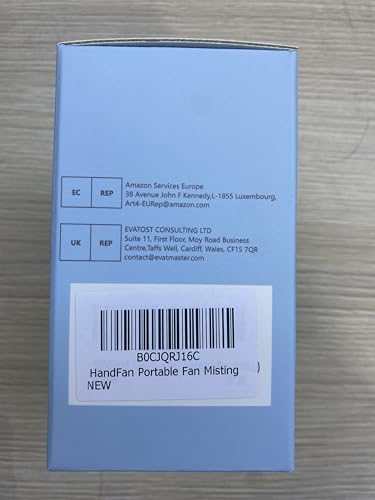 EC REP
Amazon Services Europe
38 Avenue John F Kennedy,L-1855 Luxembourg,
Art4-EURep@amazon.com
UK REP
EVATOST CONSULTING LTD
Suite 11, First Floor, Moy Road Business
Centre,Taffs Well, Cardiff, Wales, CF15 7QR
contact@evatmaster.com
B0CJQRJ16C
HandFan Portable Fan Misting
NEW
)